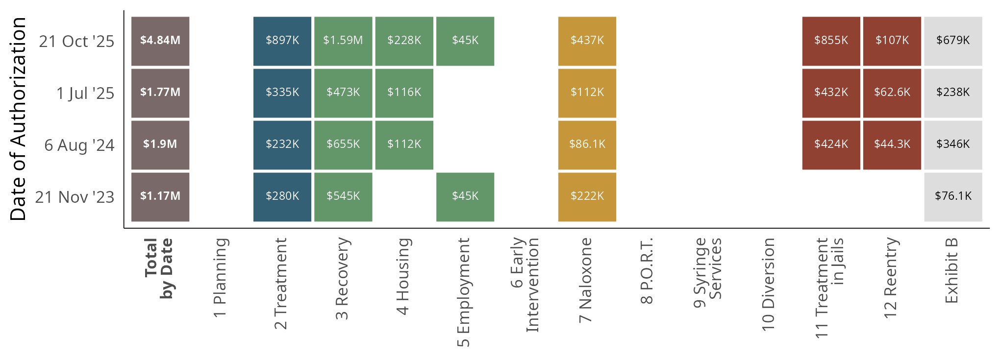 Date of Authorization
21 Oct '25 $4.84M $897K $1.59M $228K $45K $437K $855K $107K $679K
1 Jul '25 $1.77M $335K $473K $116K $112K $432K $62.6K $238K
6 Aug '24 $1.9M $232K $655K $112K $86.1K $424K $44.3K $346K
21 Nov '23 $1.17M $280K $545K $45K $222K $76.1K
Total
by Date
1 Planning
2 Treatment
3 Recovery
4 Housing
5 Employment
6 Early
Intervention
7 Naloxone
8 P.O.R.T.
9 Syringe
Services
10 Diversion
11 Treatment
in Jails
12 Reentry
Exhibit B